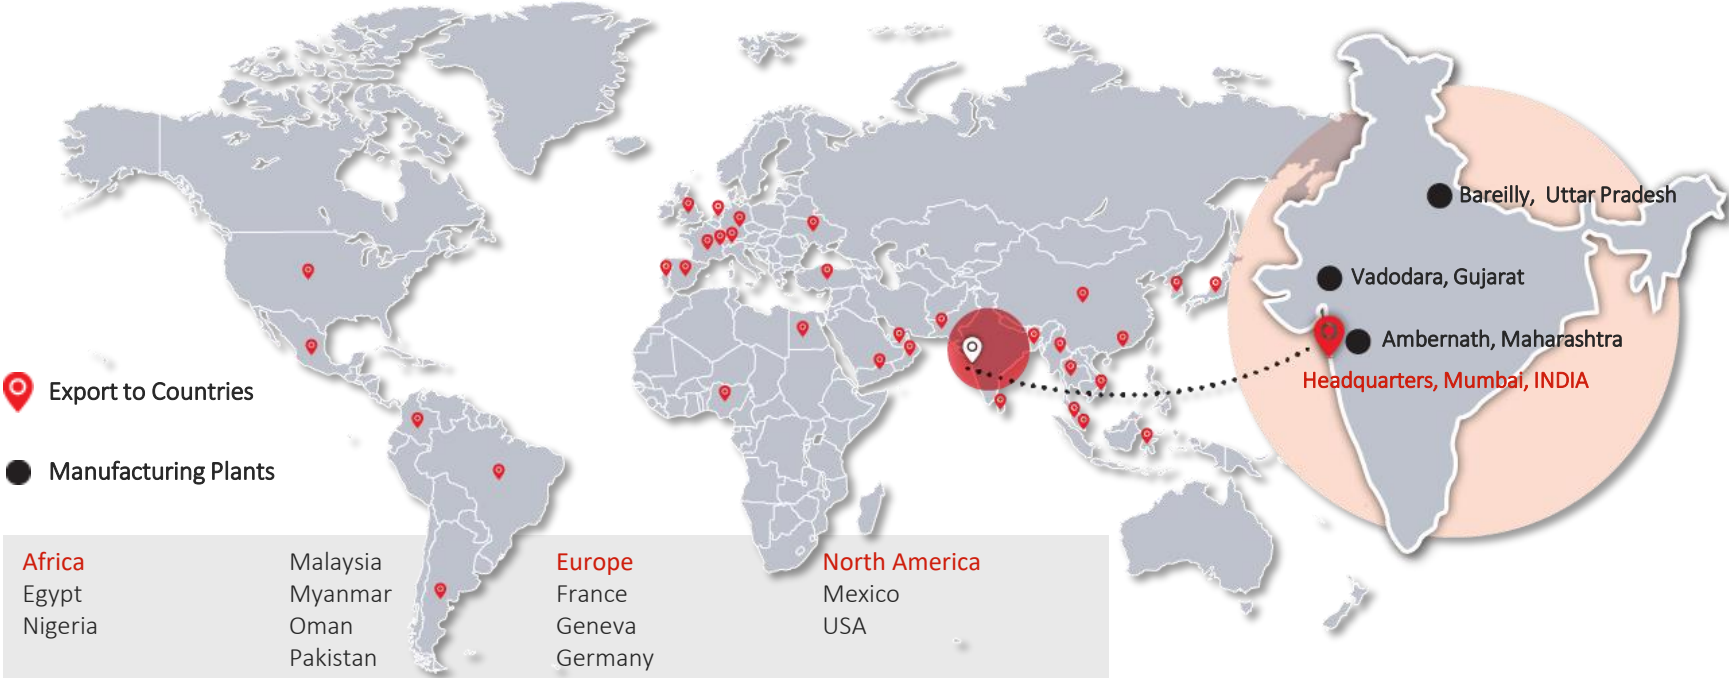 Bareilly, Uttar Pradesh
Vadodara, Gujarat
Ambernath, Maharashtra
Headquarters, Mumbai, INDIA
Export to Countries
Manufacturing Plants
Africa
Egypt
Nigeria
Malaysia
Myanmar
Oman
Pakistan
Europe
France
Geneva
Germany
North America
Mexico
USA